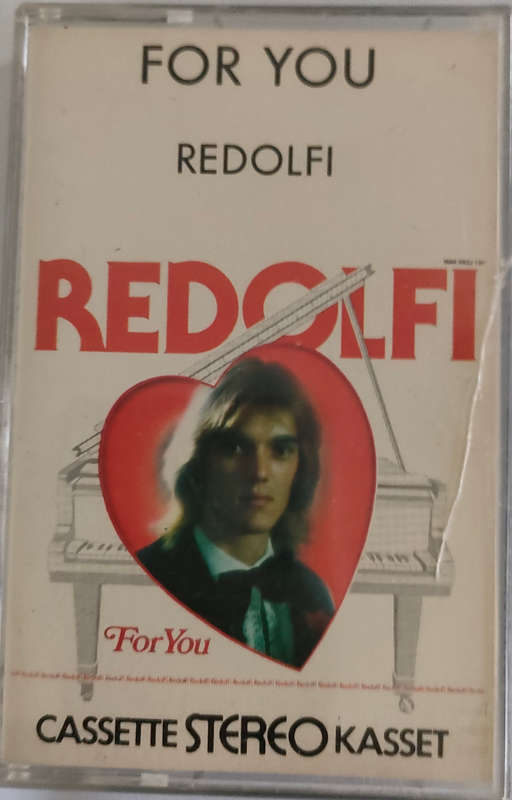 FOR YOU
REDOLFI
REDOLFI
For You
CASSETTE STEREO KASSET